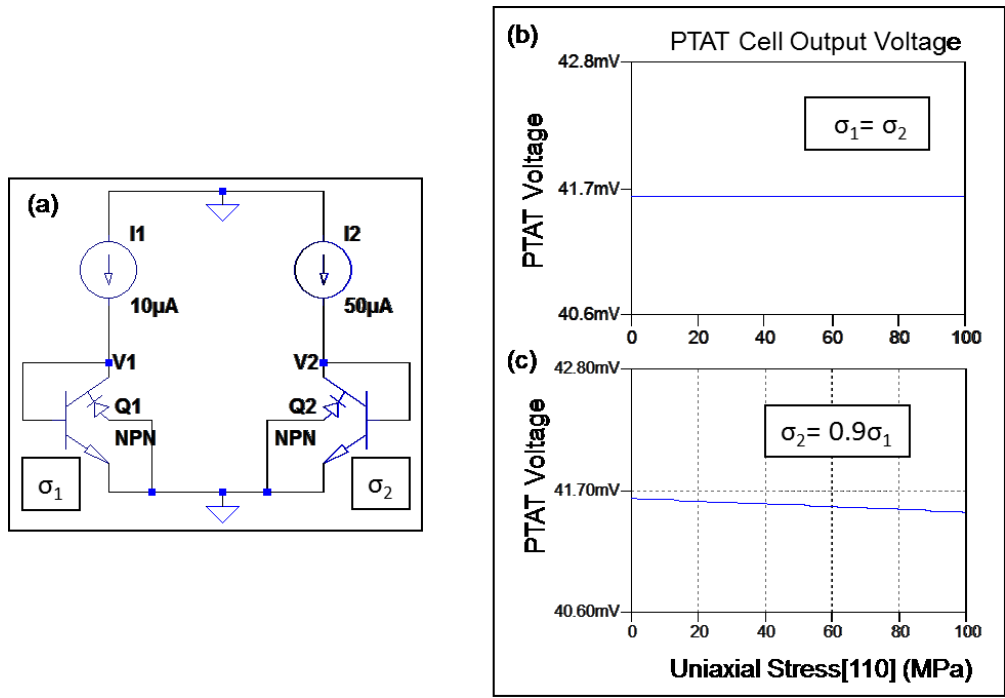 (a)
I1
10µA
I2
50µA
V1
V2
Q1
NPN
Q2
NPN
σ1
σ2
(b)
PTAT Cell Output Voltage
42.8mV
41.7mV
40.6mV
PTAT Voltage
σ1= σ2
0 20 40 60 80 100
(c)
42.80mV
41.70mV
40.60mV
PTAT Voltage
σ2= 0.9σ1
0 20 40 60 80 100
Uniaxial Stress[110] (MPa)